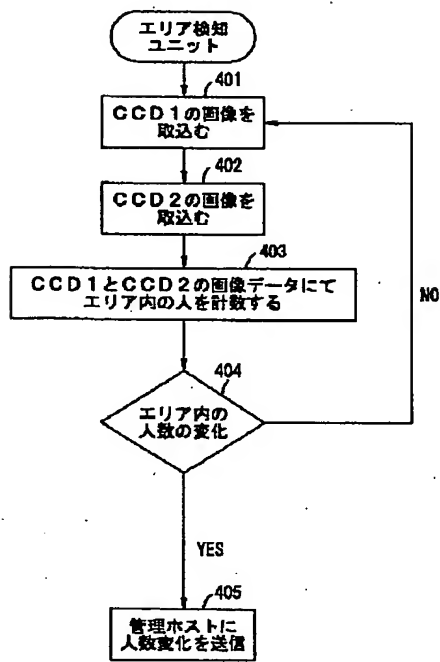 エリア検知
ユニット
401
CCD1の画像を
取込む
402
CCD2の画像を
取込む
403
CCD1とCCD2の画像データにて
エリア内の人を計数する
NO
404
エリア内の
人数の変化
YES
405
管理ホストに
人数変化を送信